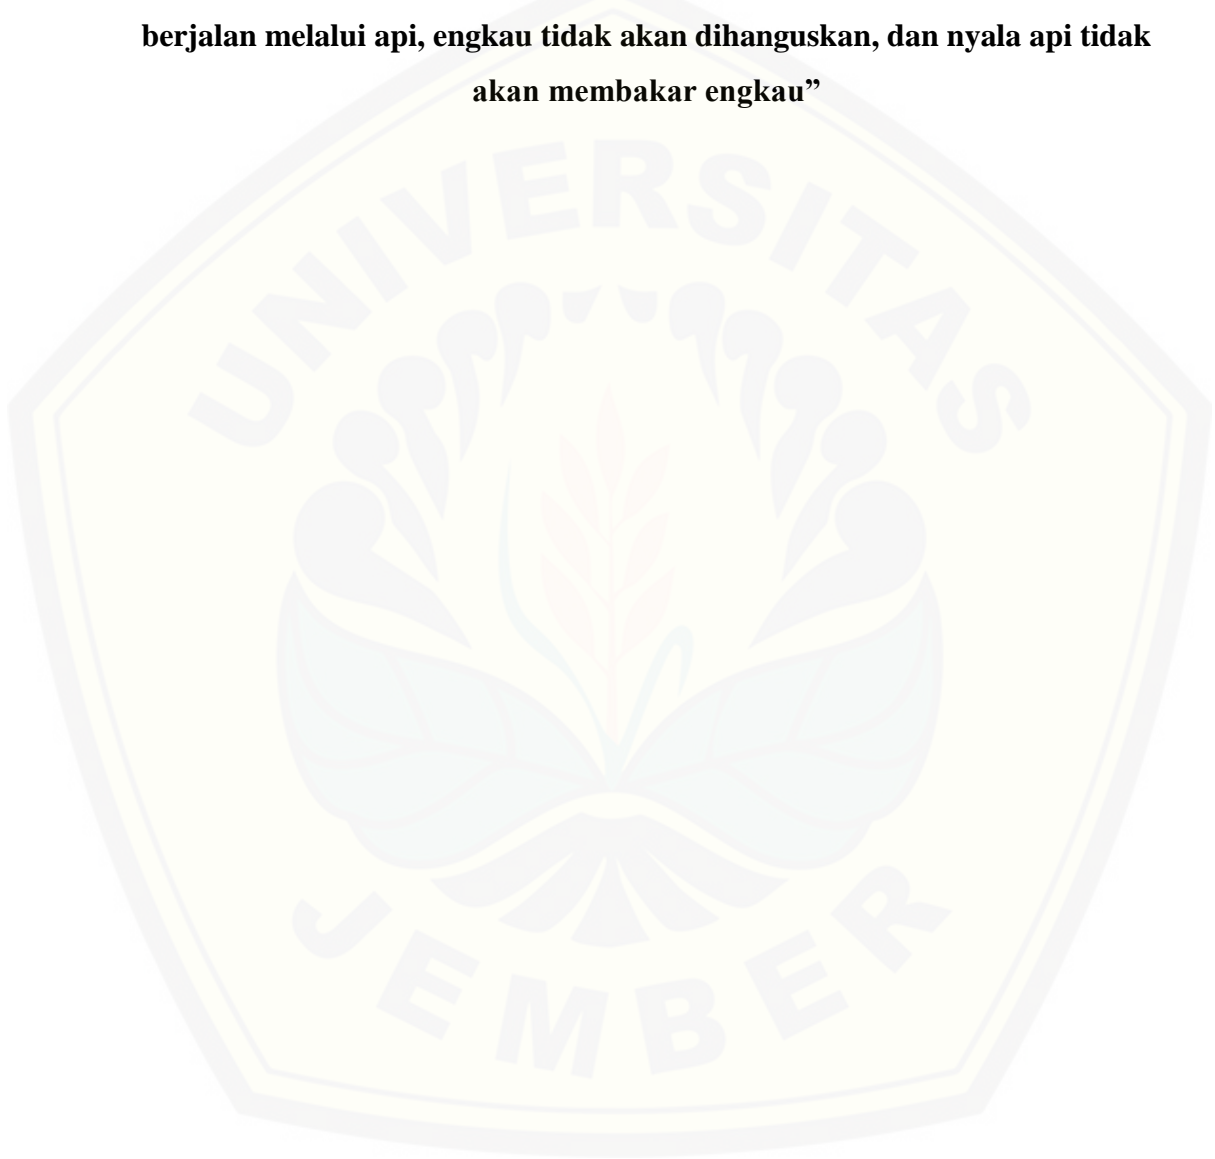 berjalan melalui api, engkau tidak akan dihanguskan, dan nyala api tidak
akan membakar engkau”
UNIVERSITAS
JEMBER